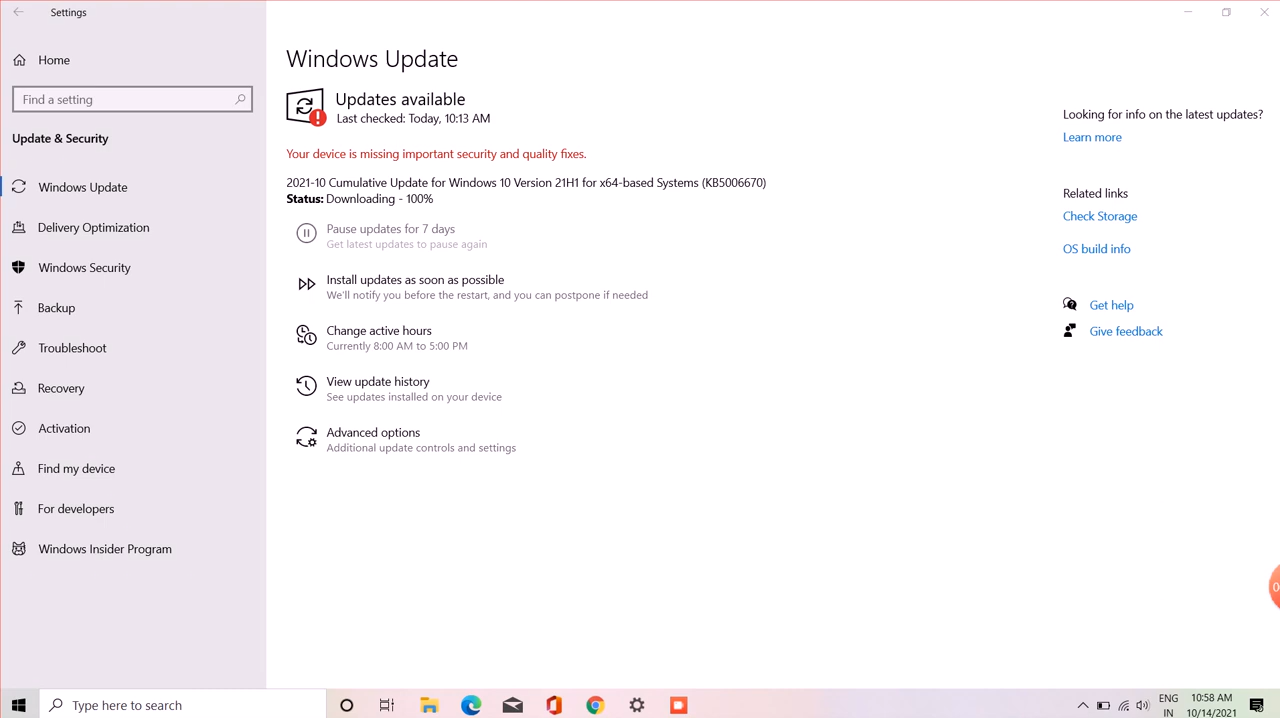 Settings
Home
Find a setting
Update & Security
Windows Update
Delivery Optimization
Windows Security
Backup
Troubleshoot
Recovery
Activation
Find my device
For developers
Windows Insider Program
Windows Update
Updates available
Last checked: Today, 10:13 AM
Your device is missing important security and quality fixes.
2021-10 Cumulative Update for Windows 10 Version 21H1 for x64-based Systems (KB5006670)
Status: Downloading - 100%
Pause updates for 7 days
Get latest updates to pause again
Install updates as soon as possible
We'll notify you before the restart, and you can postpone if needed
Change active hours
Currently 8:00 AM to 5:00 PM
View update history
See updates installed on your device
Advanced options
Additional update controls and settings
Looking for info on the latest updates?
Learn more
Related links
Check Storage
OS build info
Get help
Give feedback
Type here to search
ENG
IN
10:58 AM
10/14/2021